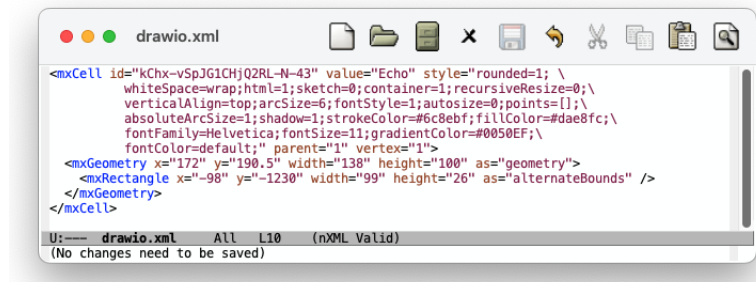 drawio.xml
<mxCell id="kChx-vSpJG1CHjQ2RL-N-43" value="Echo" style="rounded=1; \
whiteSpace=wrap;html=1;sketch=0;container=1;recursiveResize=0;\
verticalAlign=top;arcSize=6;fontStyle=1;autosize=0;points=[];\
absoluteArcSize=1;shadow=1;strokeColor=#6c8ebf;fillColor=#dae8fc;\
fontFamily=Helvetica;fontSize=11;gradientColor=#0050EF;\
fontColor=default;" parent="1" vertex="1">
<mxGeometry x="172" y="190.5" width="138" height="100" as="geometry">
<mxRectangle x="-98" y="-1230" width="99" height="26" as="alternateBounds" />
</mxGeometry>
</mxCell>
U:--- drawio.xml All L10 (nXML Valid)
(No changes need to be saved)